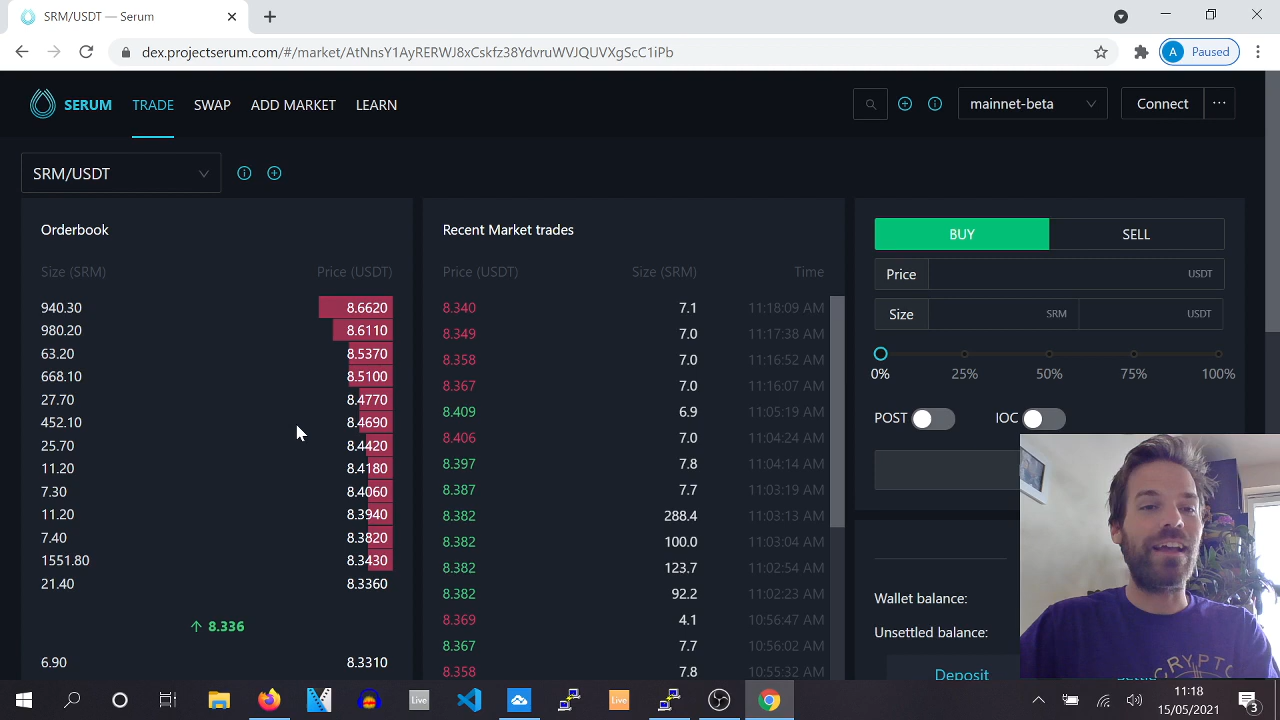 SRM/USDT — Serum
dex.projectserum.com/#/market/AtNnsY1AyRERWJ8xCskfz38YdvruWVJQUVXgScC1iPb
A Paused
SERUM TRADE SWAP ADD MARKET LEARN
mainnet-beta
Connect
SRM/USDT
Orderbook
Size (SRM) Price (USDT)
940.30 8.6620
980.20 8.6110
63.20 8.5370
668.10 8.5100
27.70 8.4770
452.10 8.4690
25.70 8.4420
11.20 8.4180
7.30 8.4060
11.20 8.3940
7.40 8.3820
1551.80 8.3430
21.40 8.3360
↑ 8.336
6.90 8.3310
Recent Market trades
Price (USDT) Size (SRM) Time
8.340 7.1 11:18:09 AM
8.349 7.0 11:17:38 AM
8.358 7.0 11:16:52 AM
8.367 7.0 11:16:07 AM
8.409 6.9 11:05:19 AM
8.406 7.0 11:04:24 AM
8.397 7.8 11:04:14 AM
8.387 7.7 11:03:19 AM
8.382 288.4 11:03:13 AM
8.382 100.0 11:03:04 AM
8.382 123.7 11:02:54 AM
8.382 92.2 11:02:23 AM
8.369 4.1 10:56:47 AM
8.367 7.7 10:56:02 AM
8.358 7.8 10:55:32 AM
BUY SELL
Price USDT
Size SRM USDT
0% 25% 50% 75% 100%
POST IOC
Wallet balance:
Unsettled balance:
Deposit
CRYPTO
Live
Live
11:18
15/05/2021
3